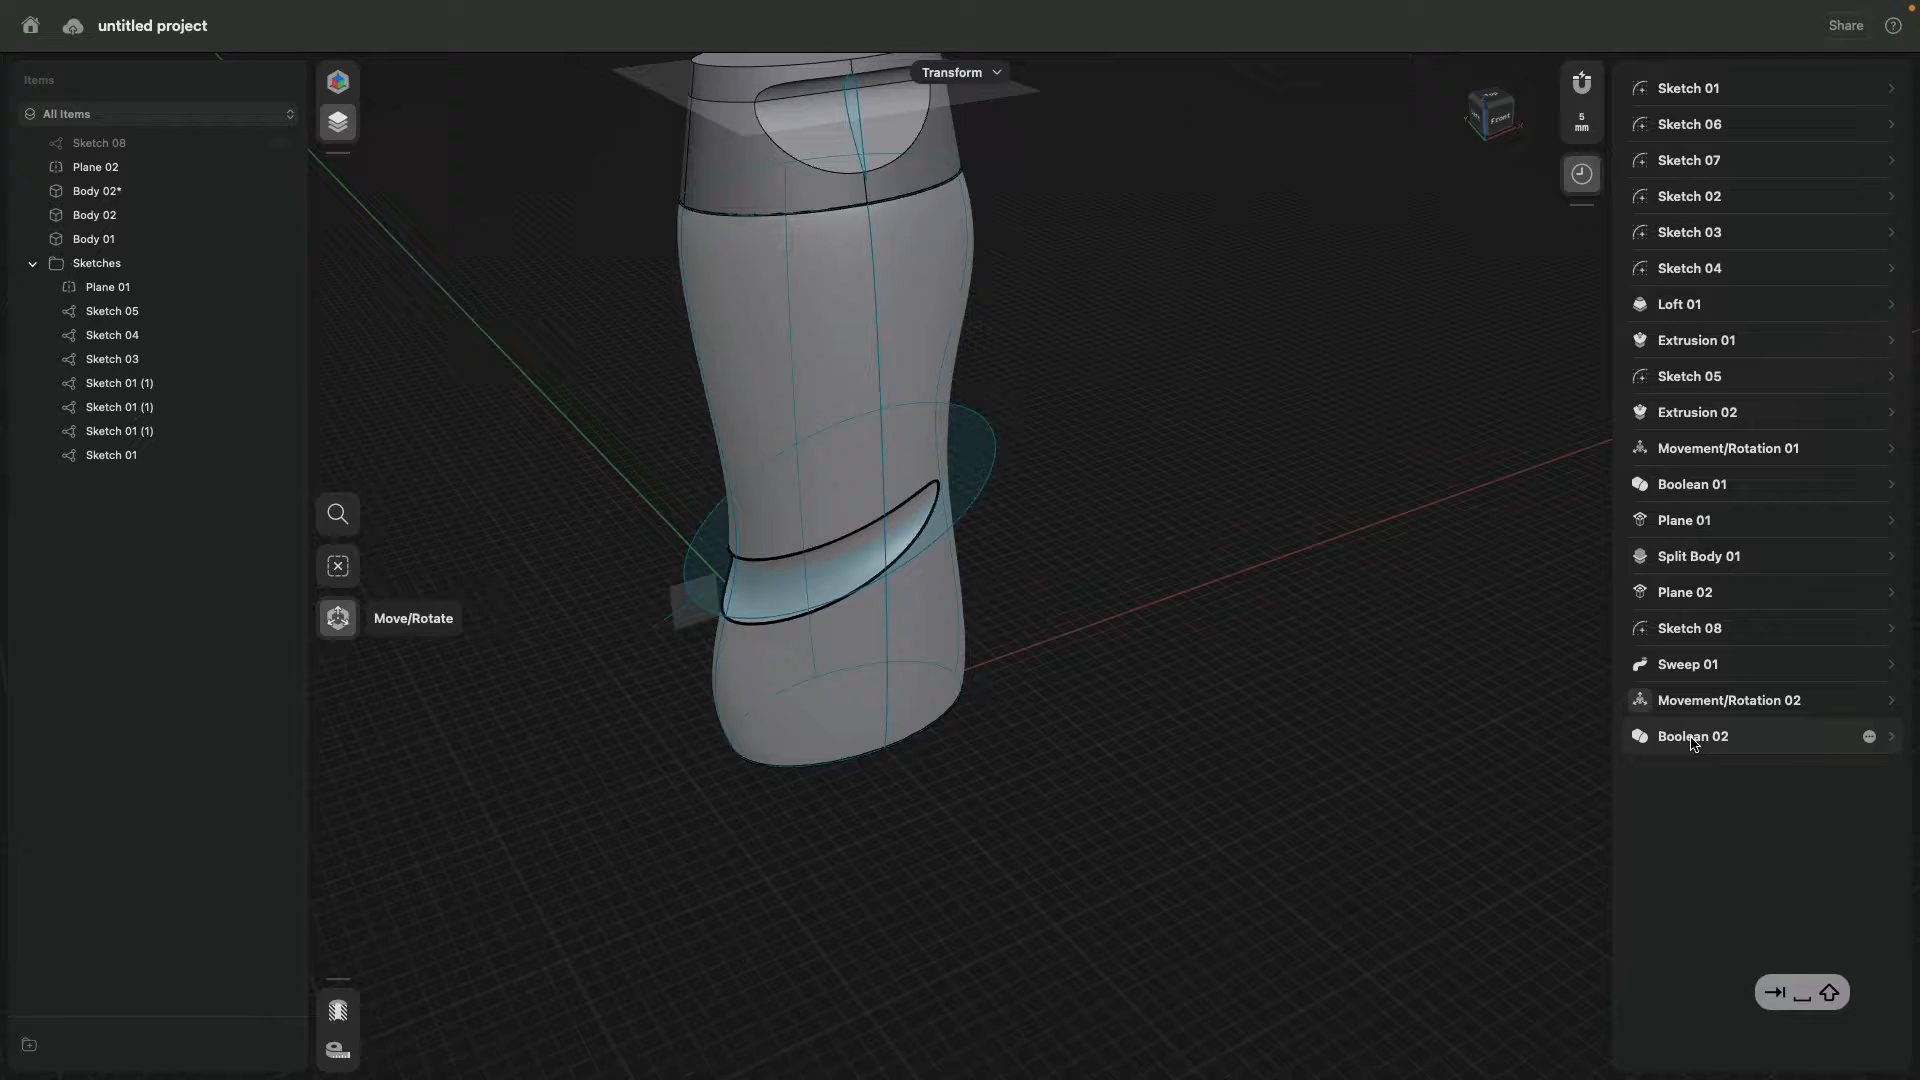 untitled project
Share
Items
All Items
Sketch 08
Plane 02
Body 02*
Body 02
Body 01
Sketches
Plane 01
Sketch 05
Sketch 04
Sketch 03
Sketch 01 (1)
Sketch 01 (1)
Sketch 01 (1)
Sketch 01
Move/Rotate
Transform
Top
Front
5
mm
Sketch 01
Sketch 06
Sketch 07
Sketch 02
Sketch 03
Sketch 04
Loft 01
Extrusion 01
Sketch 05
Extrusion 02
Movement/Rotation 01
Boolean 01
Plane 01
Split Body 01
Plane 02
Sketch 08
Sweep 01
Movement/Rotation 02
Boolean 02